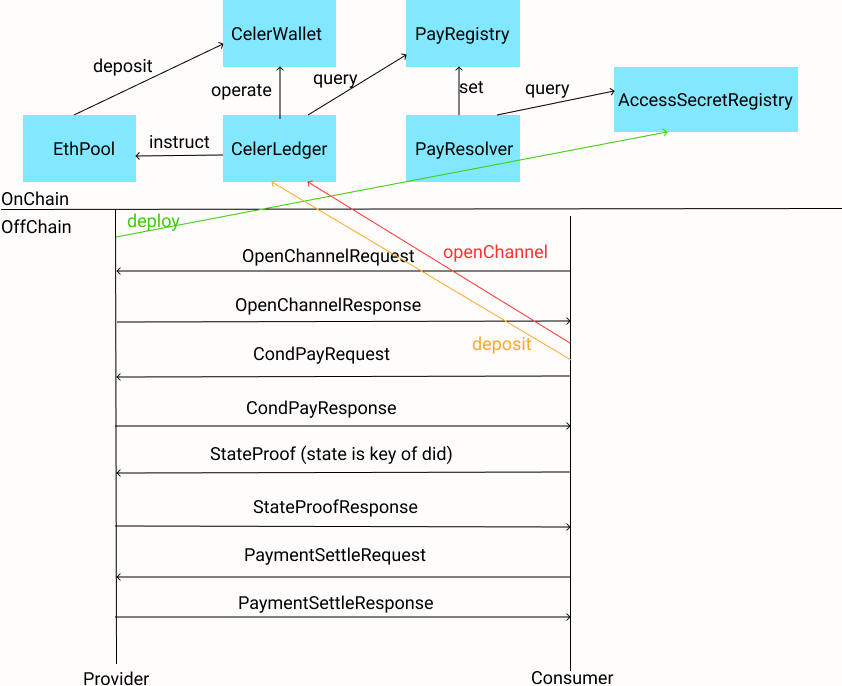 CelerWallet
PayRegistry
deposit
operate
query
set
query
AccessSecretRegistry
EthPool
instruct
CelerLedger
PayResolver
OnChain
OffChain
deploy
OpenChannelRequest
openChannel
OpenChannelResponse
deposit
CondPayRequest
CondPayResponse
StateProof (state is key of did)
StateProofResponse
PaymentSettleRequest
PaymentSettleResponse
Provider
Consumer